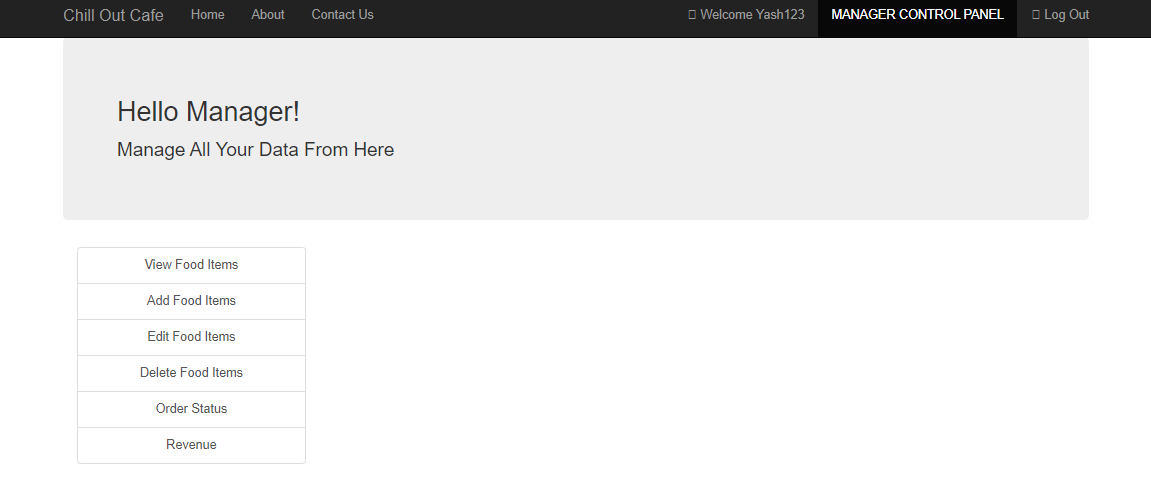 Chill Out Cafe Home About Contact Us Welcome Yash123 MANAGER CONTROL PANEL Log Out
Hello Manager!
Manage All Your Data From Here
View Food Items
Add Food Items
Edit Food Items
Delete Food Items
Order Status
Revenue